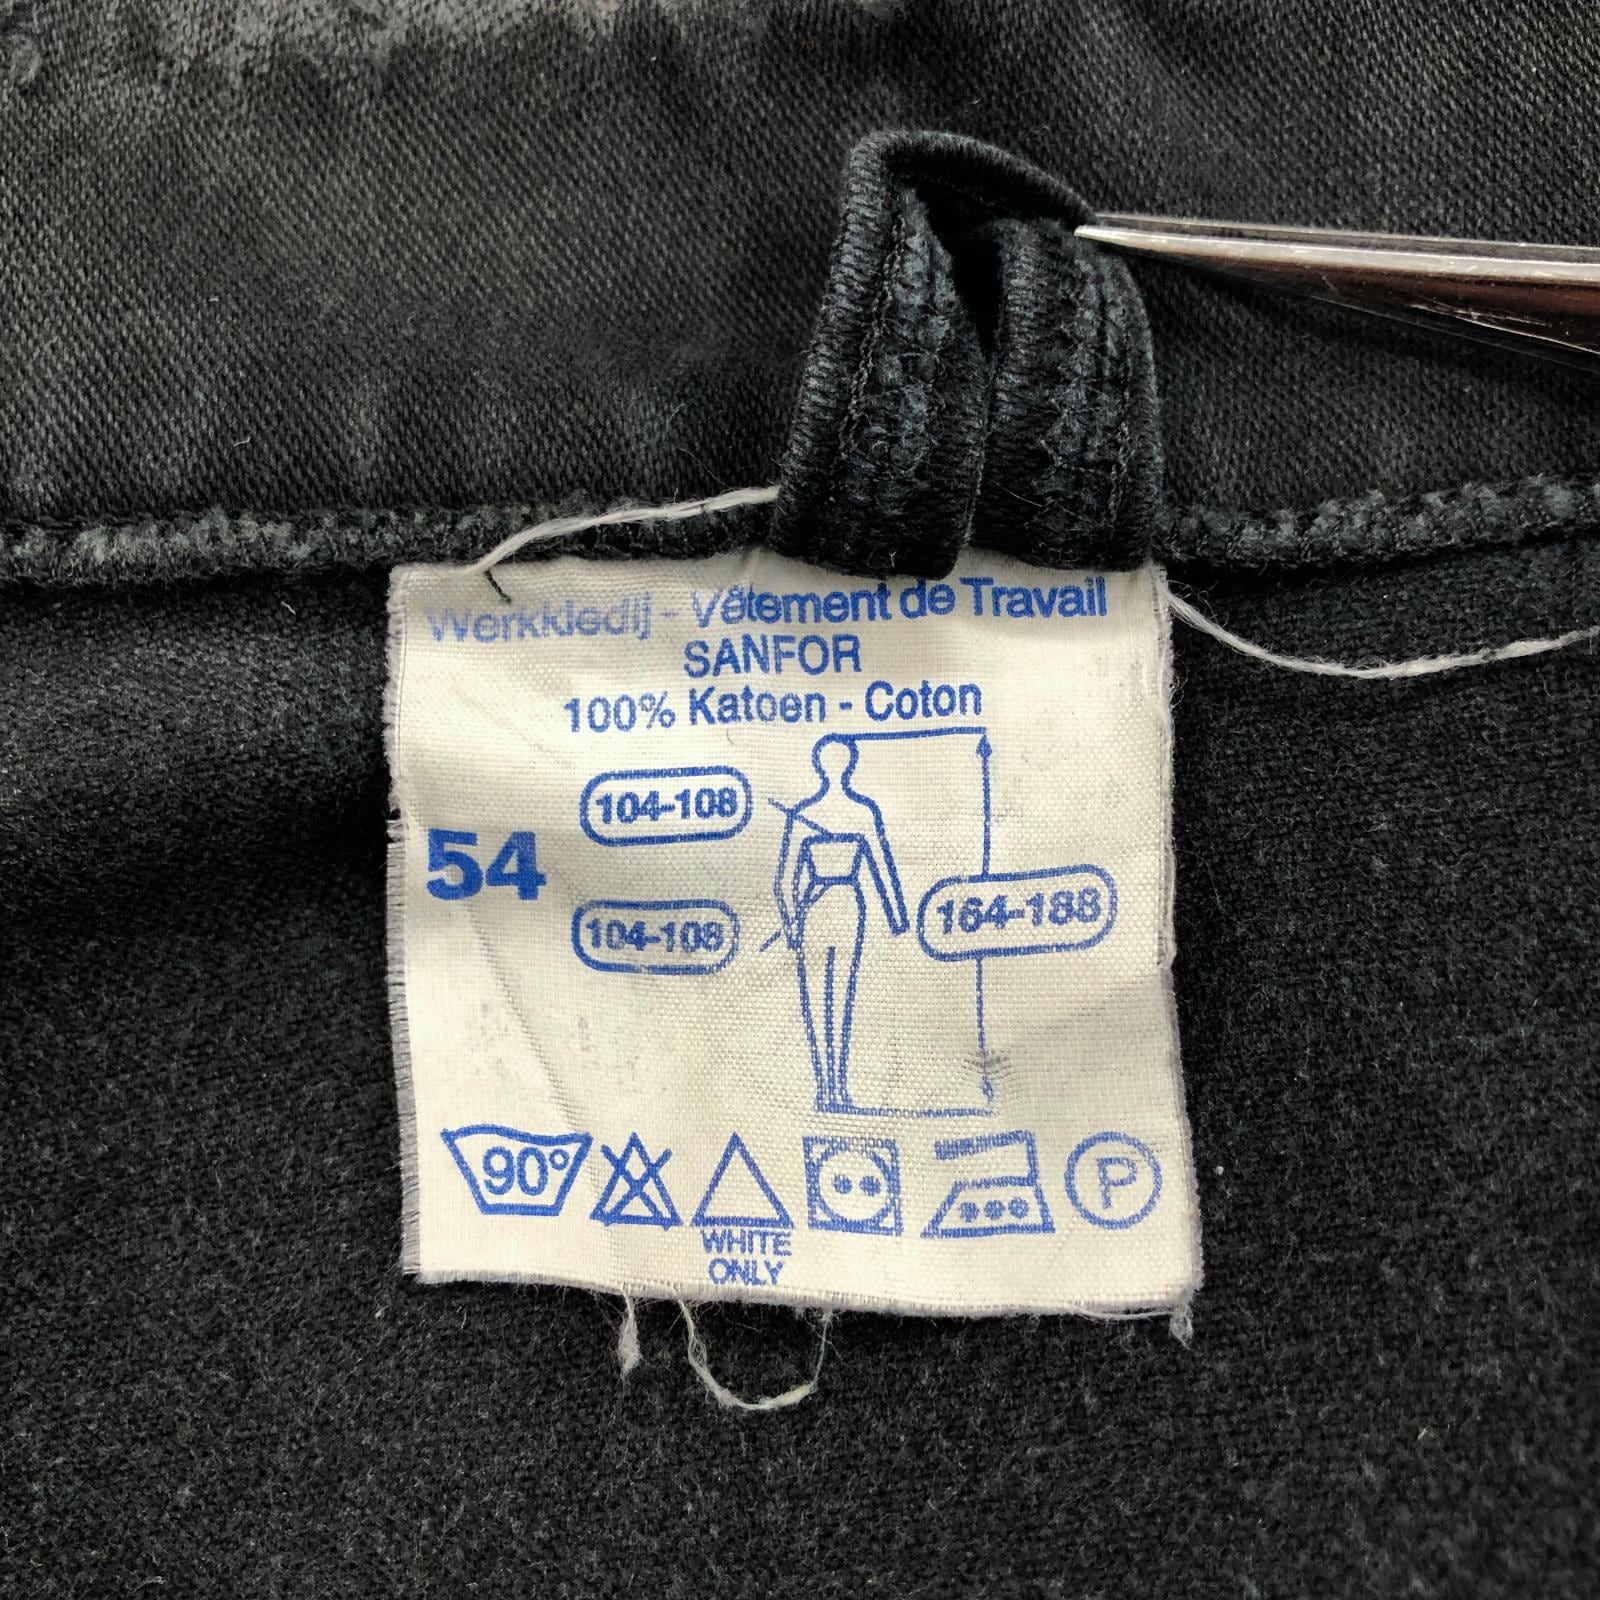 Werkkledij - Vêtement de Travail
SANFOR
100% Katoen - Coton
104-108
54
104-108
164-188
90°
WHITE
ONLY
P